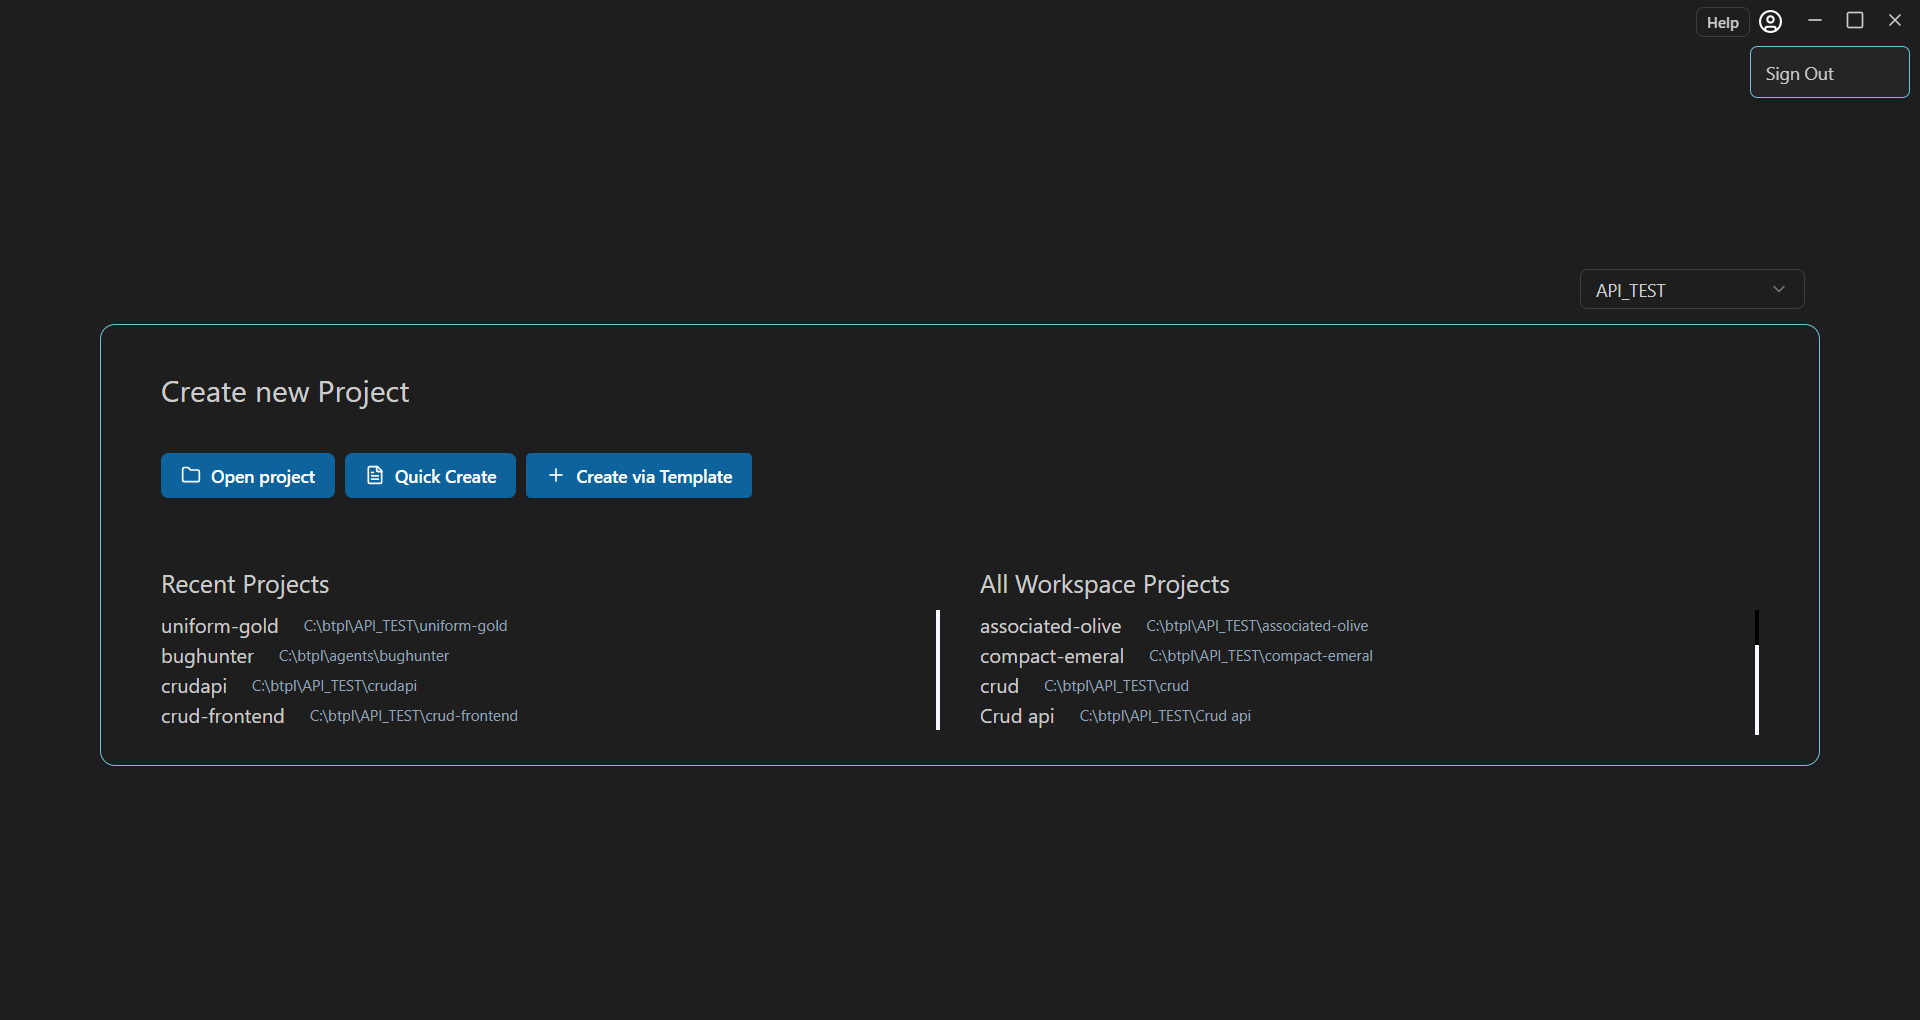 Help
Sign Out
API_TEST
Create new Project
Open project
Quick Create
Create via Template
Recent Projects
uniform-gold C:\btpl\API_TEST\uniform-gold
bughunter C:\btpl\agents\bughunter
crudapi C:\btpl\API_TEST\crudapi
crud-frontend C:\btpl\API_TEST\crud-frontend
All Workspace Projects
associated-olive C:\btpl\API_TEST\associated-olive
compact-emeral C:\btpl\API_TEST\compact-emeral
crud C:\btpl\API_TEST\crud
Crud api C:\btpl\API_TEST\Crud api